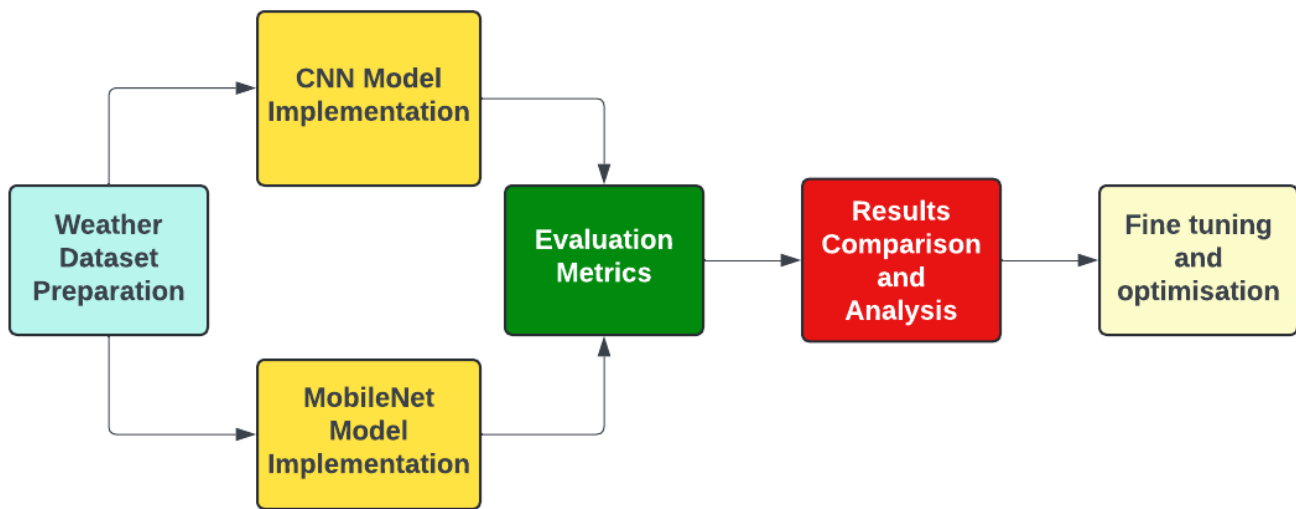 CNN Model
Implementation
Weather
Dataset
Preparation
MobileNet
Model
Implementation
Evaluation
Metrics
Results
Comparison
and
Analysis
Fine tuning
and
optimisation